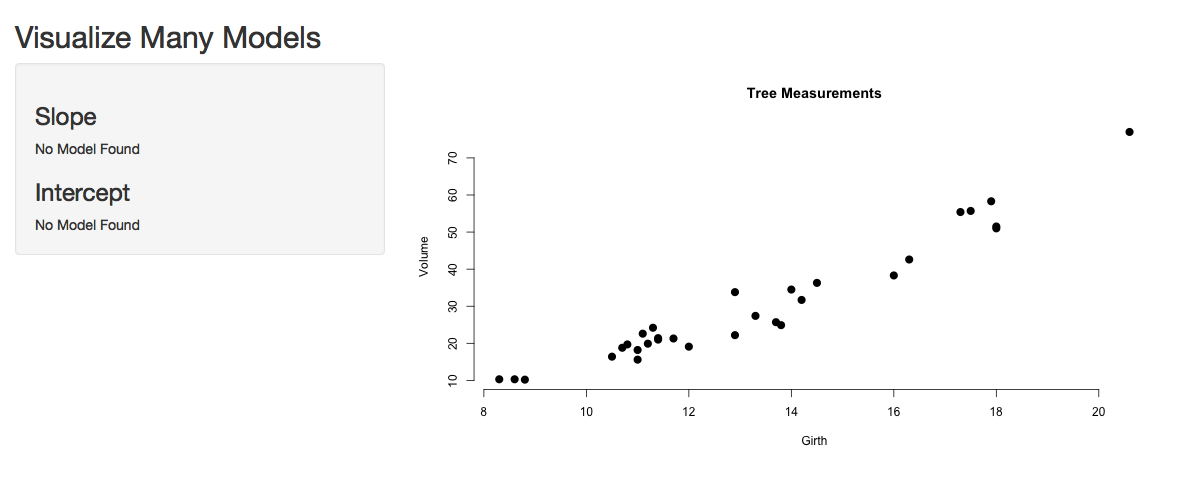 Visualize Many Models
Slope
No Model Found
Intercept
No Model Found
Tree Measurements
Volume
70
60
50
40
30
20
10
8 10 12 14 16 18 20
Girth